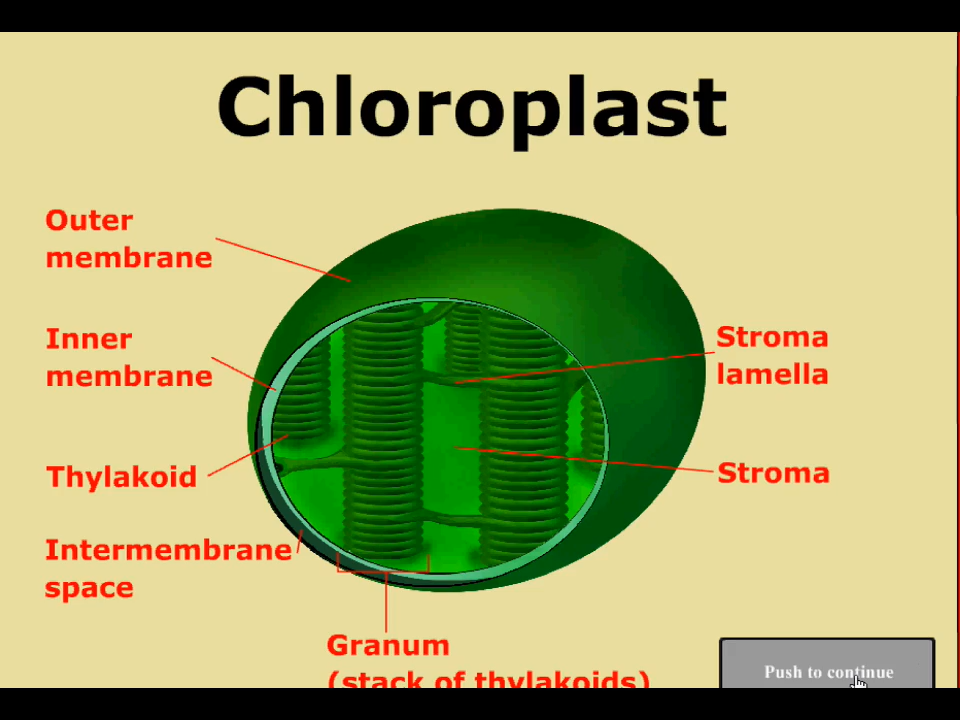 Chloroplast
Outer
membrane
Inner
membrane
Thylakoid
Intermembrane
space
Granum
(stack of thylakoids)
Stroma
lamella
Stroma
Push to continue